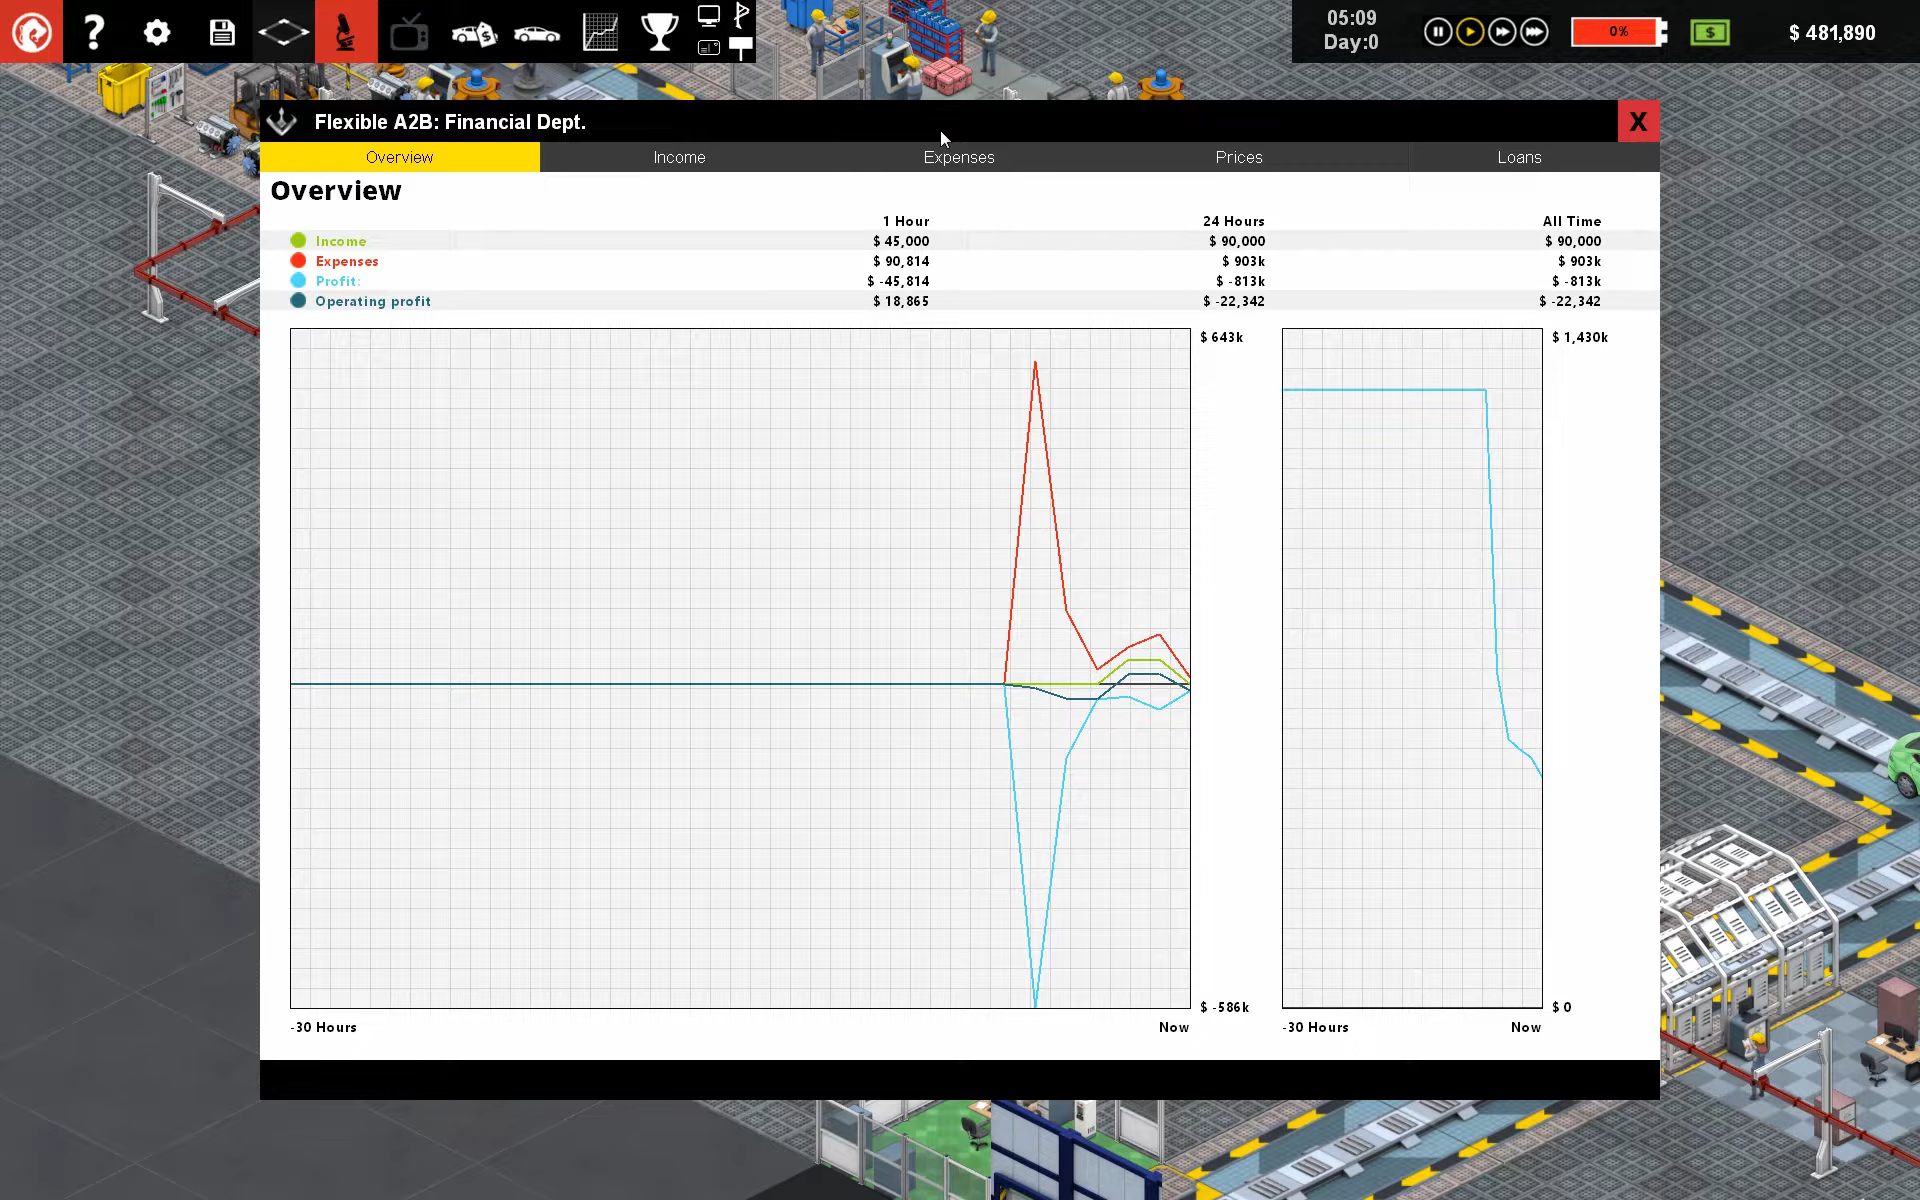 ?
05:09
Day:0
0%
$
$ 481,890
Flexible A2B: Financial Dept.
X
Overview
Income
Expenses
Prices
Loans
Overview
1 Hour
24 Hours
All Time
Income
$ 45,000
$ 90,000
$ 90,000
Expenses
$ 90,814
$ 903k
$ 903k
Profit:
$ -45,814
$ -813k
$ -813k
Operating profit
$ 18,865
$ -22,342
$ -22,342
$ 643k
$ 1,430k
$ -586k
$ 0
-30 Hours
Now
-30 Hours
Now